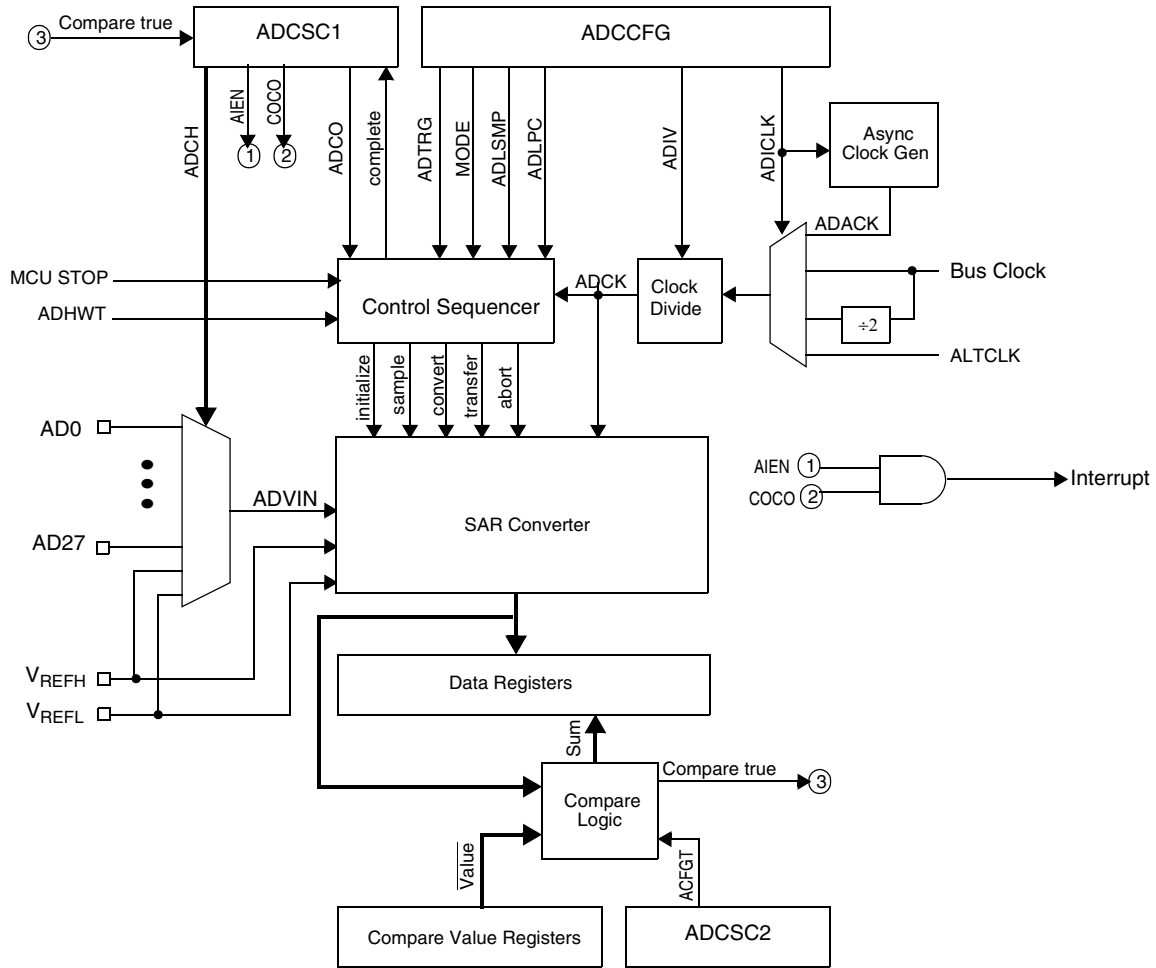 3
Compare true
ADCSC1
ADCCFG
ADCH
AIEN
COCO
1
2
ADCO
complete
ADTRG
MODE
ADLSMP
ADLPC
ADIV
ADICLK
Async
Clock Gen
ADACK
MCU STOP
ADHWT
Control Sequencer
ADCK
Clock
Divide
Bus Clock
÷2
ALTCLK
initialize
sample
convert
transfer
abort
AD0
AD27
ADVIN
SAR Converter
AIEN 1
COCO 2
Interrupt
VREFH
VREFL
Data Registers
Sum
Compare true
3
Compare
Logic
Value
ACFGT
Compare Value Registers
ADCSC2